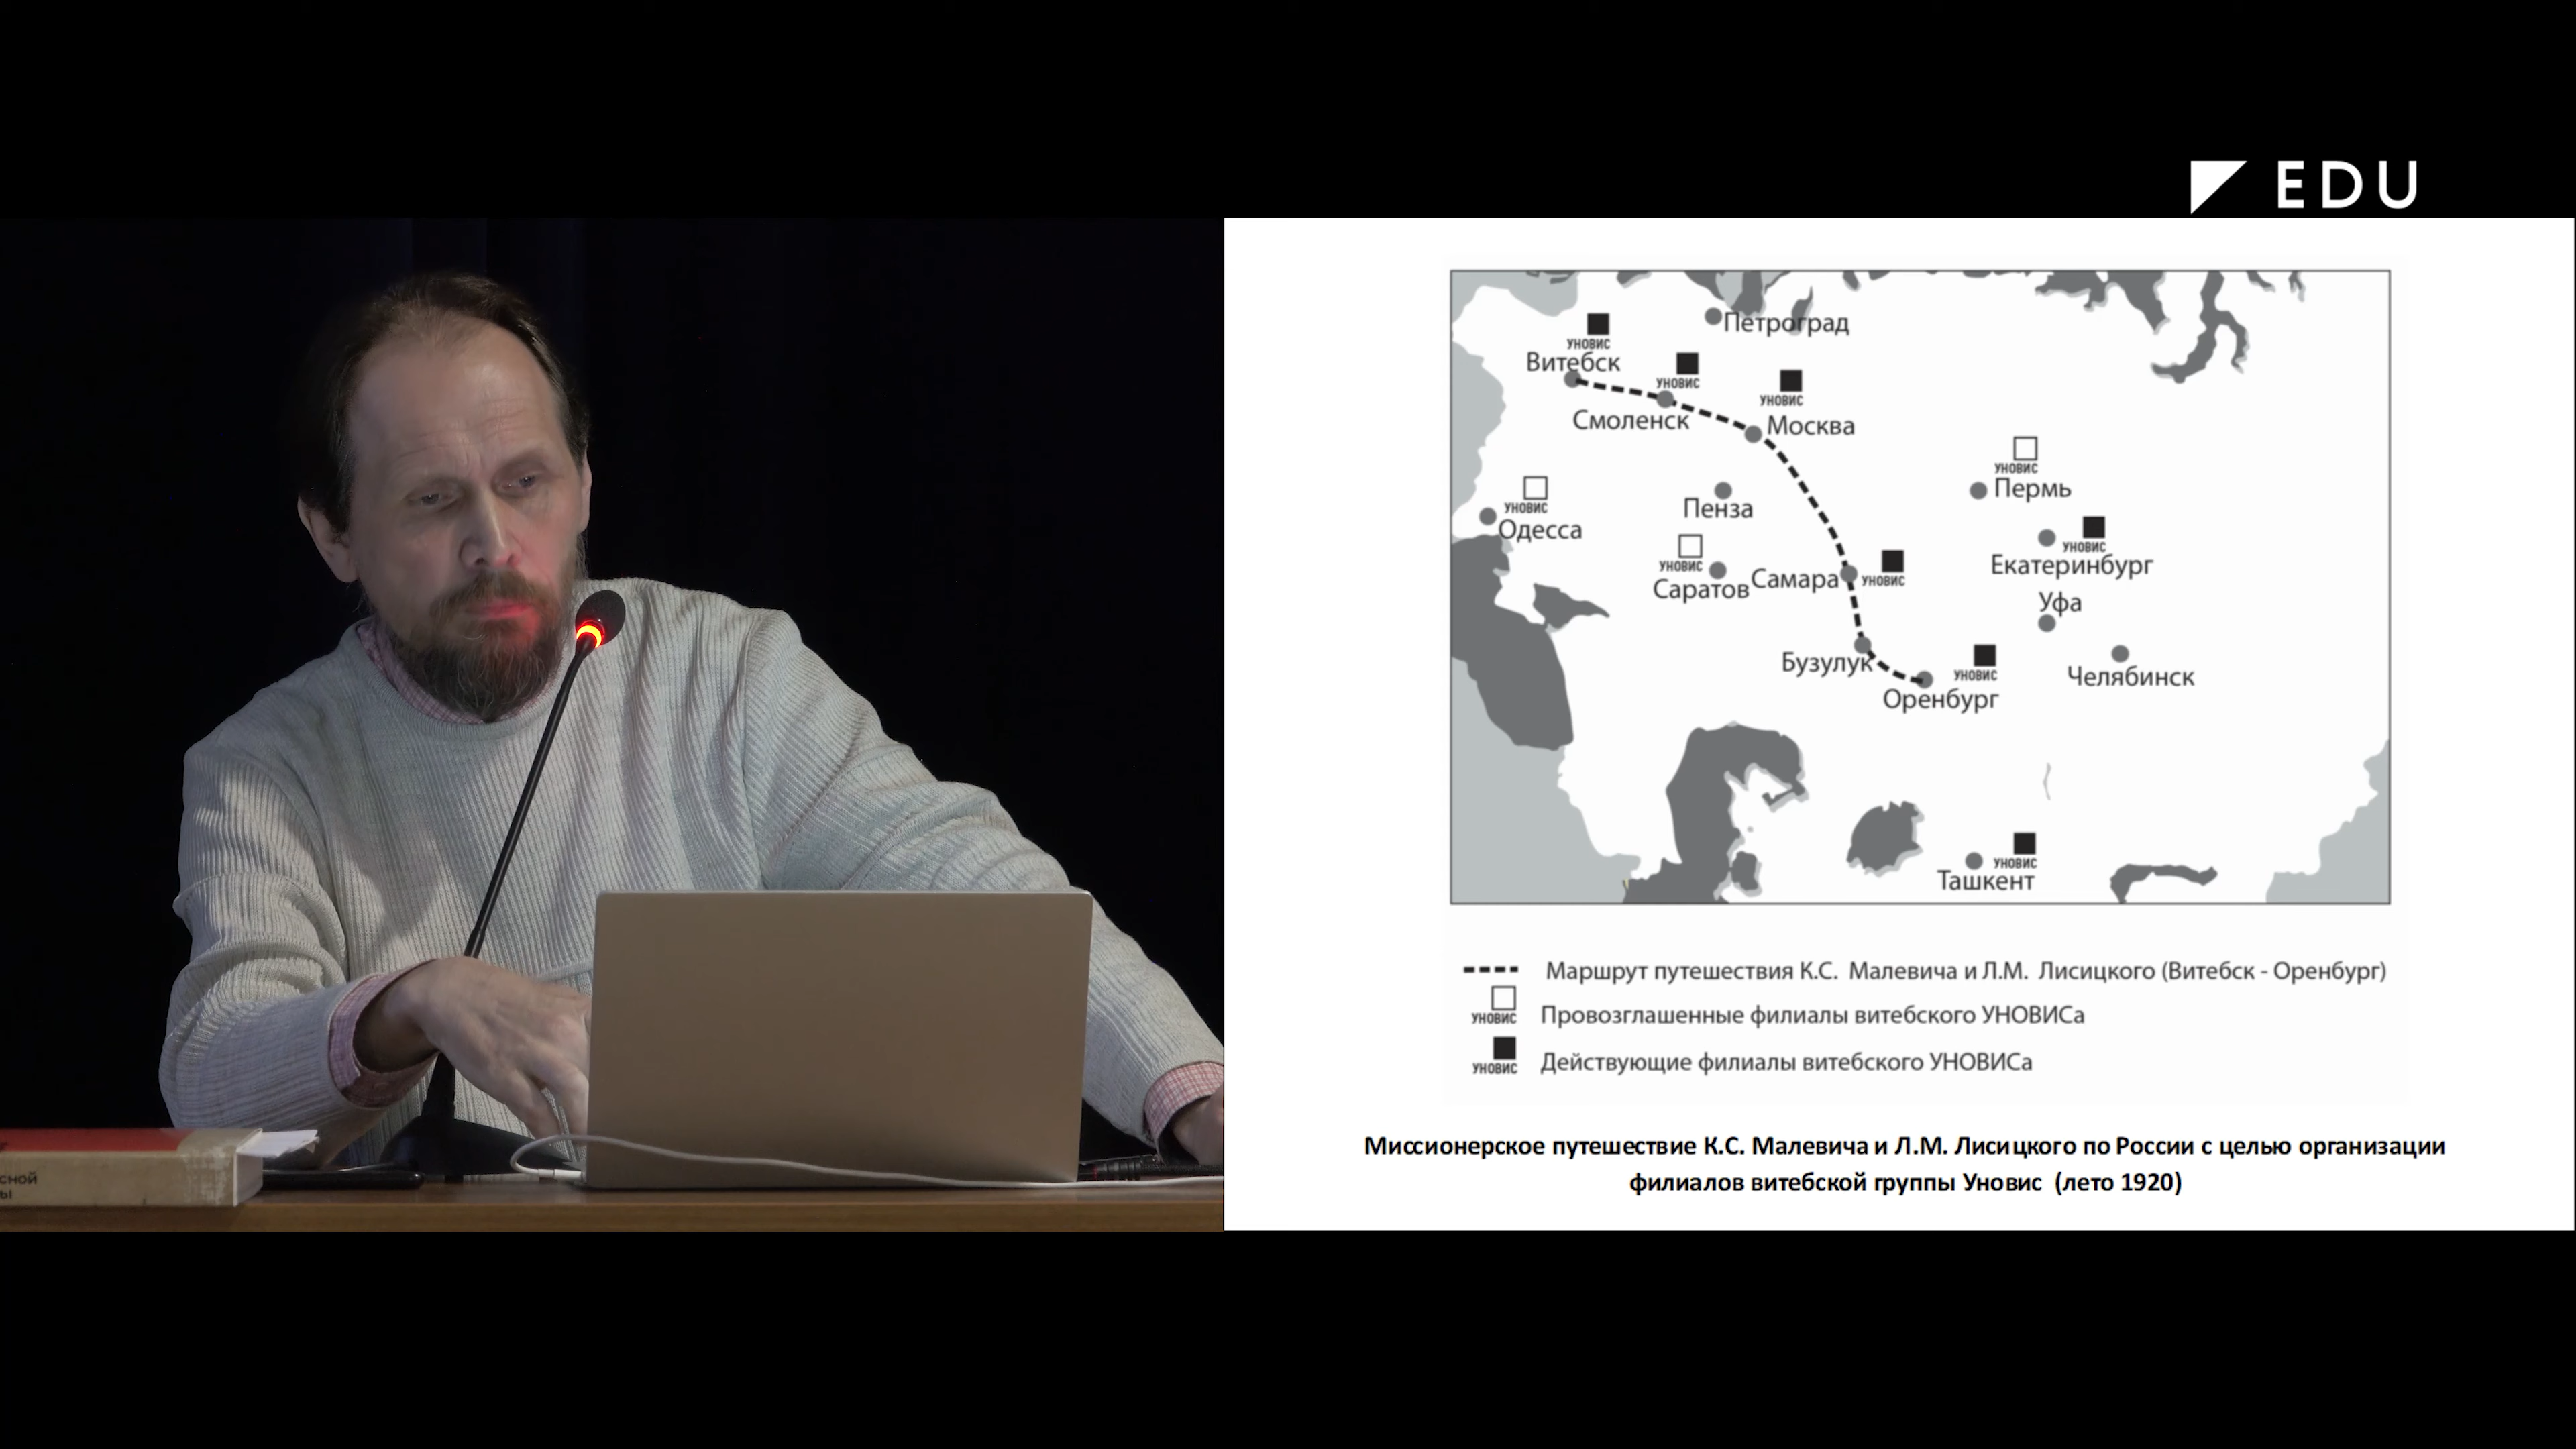 EDU
Петроград
УНОВИС
Витебск
УНОВИС
Смоленск
УНОВИС
Москва
УНОВИС
Пермь
УНОВИС
Одесса
Пенза
УНОВИС
Екатеринбург
УНОВИС
Саратов
Самара
УНОВИС
Уфа
Бузулук
УНОВИС
Оренбург
Челябинск
УНОВИС
Ташкент
Маршрут путешествия К.С. Малевича и Л.М. Лисицкого (Витебск - Оренбург)
УНОВИС Провозглашенные филиалы витебского УНОВИСа
УНОВИС Действующие филиалы витебского УНОВИСа
Миссионерское путешествие К.С. Малевича и Л.М. Лисицкого по России с целью организации
филиалов витебской группы Уновис (лето 1920)